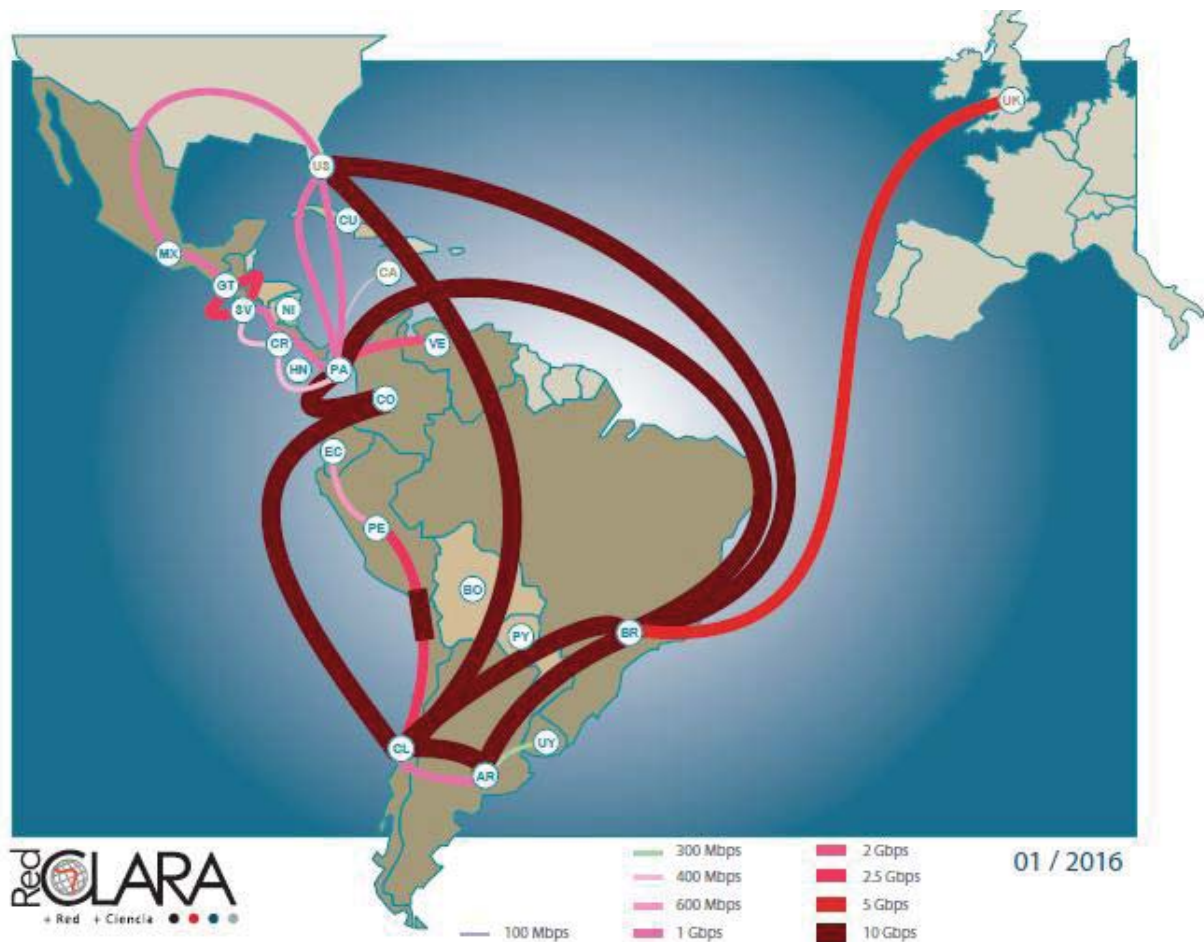 UK
US
CU
MX
CA
GT
SV
NI
CR
VE
HN
PA
CO
EC
PE
BO
PY
BR
UY
CL
AR
Red
CLARA
+ Red + Ciencia
100 Mbps
300 Mbps
400 Mbps
600 Mbps
1 Gbps
2 Gbps
2.5 Gbps
5 Gbps
10 Gbps
01 / 2016